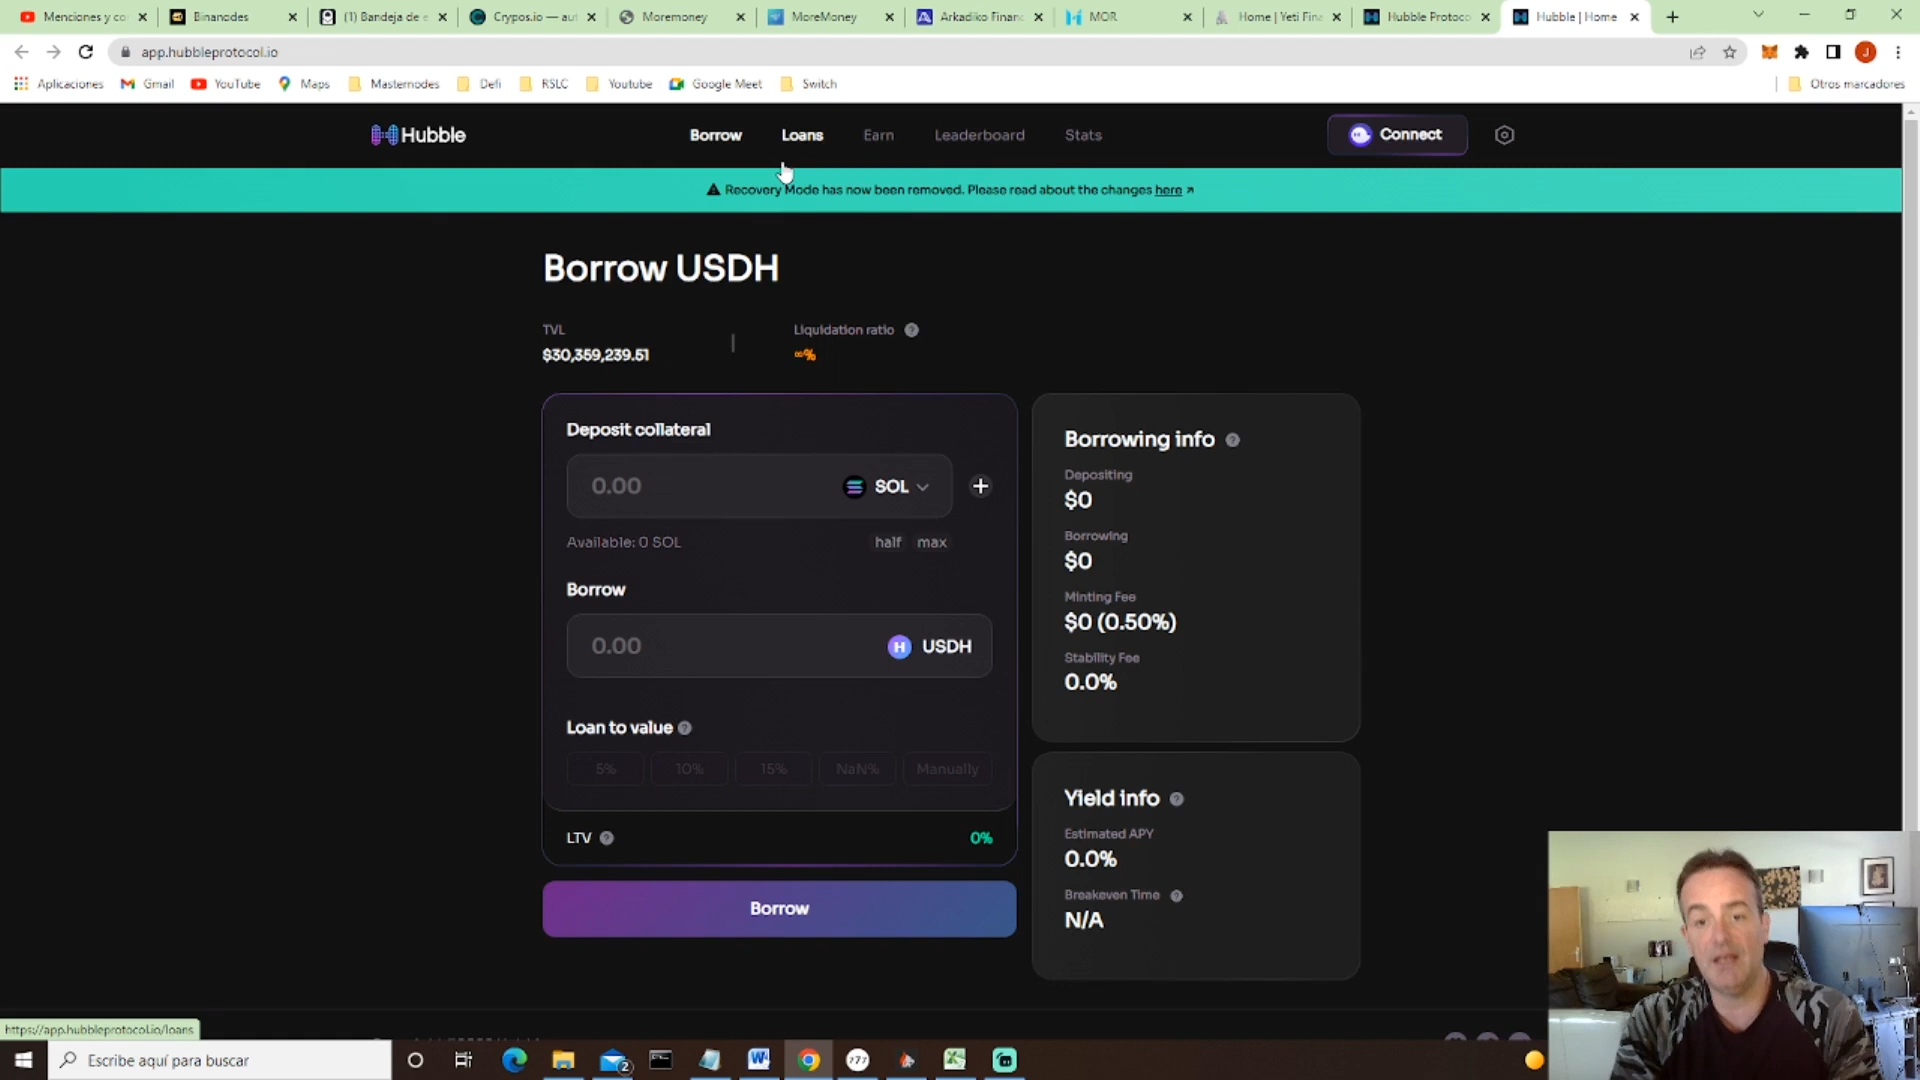 Menciones y co
Binanodes
(1) Bandeja de e
Crypos.io — aut
Moremoney
MoreMoney
Arkadiko Financ
MOR
Home | Yeti Fina
Hubble Protoco
Hubble | Home
app.hubbleprotocol.io
J
Aplicaciones
Gmail
YouTube
Maps
Masternodes
Defi
RSLC
Youtube
Google Meet
Switch
Otros marcadores
Hubble
Borrow
Loans
Earn
Leaderboard
Stats
Connect
Recovery Mode has now been removed. Please read about the changes here ↗
Borrow USDH
TVL
$30,359,239.51
Liquidation ratio ?
∞%
Deposit collateral
0.00
SOL
+
Available: 0 SOL
half
max
Borrow
0.00
H USDH
Loan to value ?
5%
10%
15%
NaN%
Manually
LTV ?
0%
Borrow
Borrowing info ?
Depositing
$0
Borrowing
$0
Minting Fee
$0 (0.50%)
Stability Fee
0.0%
Yield info ?
Estimated APY
0.0%
Breakeven Time ?
N/A
https://app.hubbleprotocol.io/loans
Escribe aquí para buscar
2
777